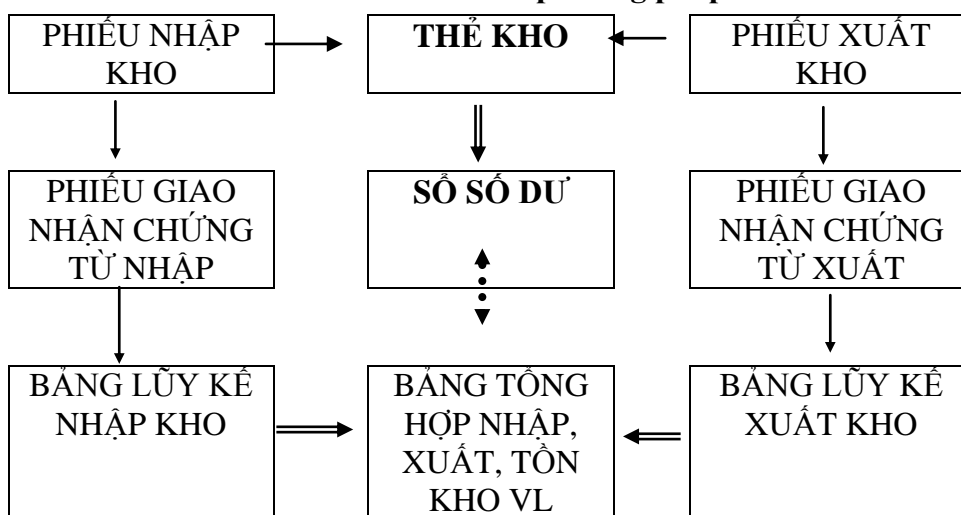 PHIẾU NHẬP
KHO
THẺ KHO
PHIẾU XUẤT
KHO
PHIẾU GIAO
NHẬN CHỨNG
TỪ NHẬP
SỔ SỐ DƯ
PHIẾU GIAO
NHẬN CHỨNG
TỪ XUẤT
BẢNG LŨY KẾ
NHẬP KHO
BẢNG TỔNG
HỢP NHẬP,
XUẤT, TỒN
KHO VL
BẢNG LŨY KẾ
XUẤT KHO